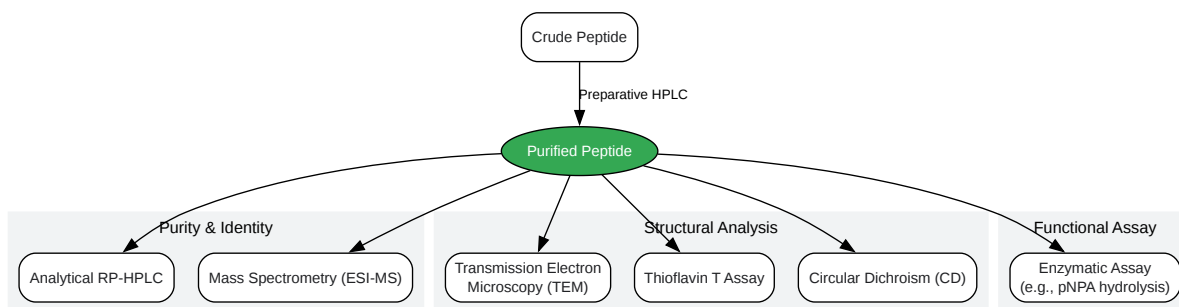 Crude Peptide
Preparative HPLC
Purified Peptide
Purity & Identity
Structural Analysis
Functional Assay
Analytical RP-HPLC
Mass Spectrometry (ESI-MS)
Transmission Electron
Microscopy (TEM)
Thioflavin T Assay
Circular Dichroism (CD)
Enzymatic Assay
(e.g., pNPA hydrolysis)